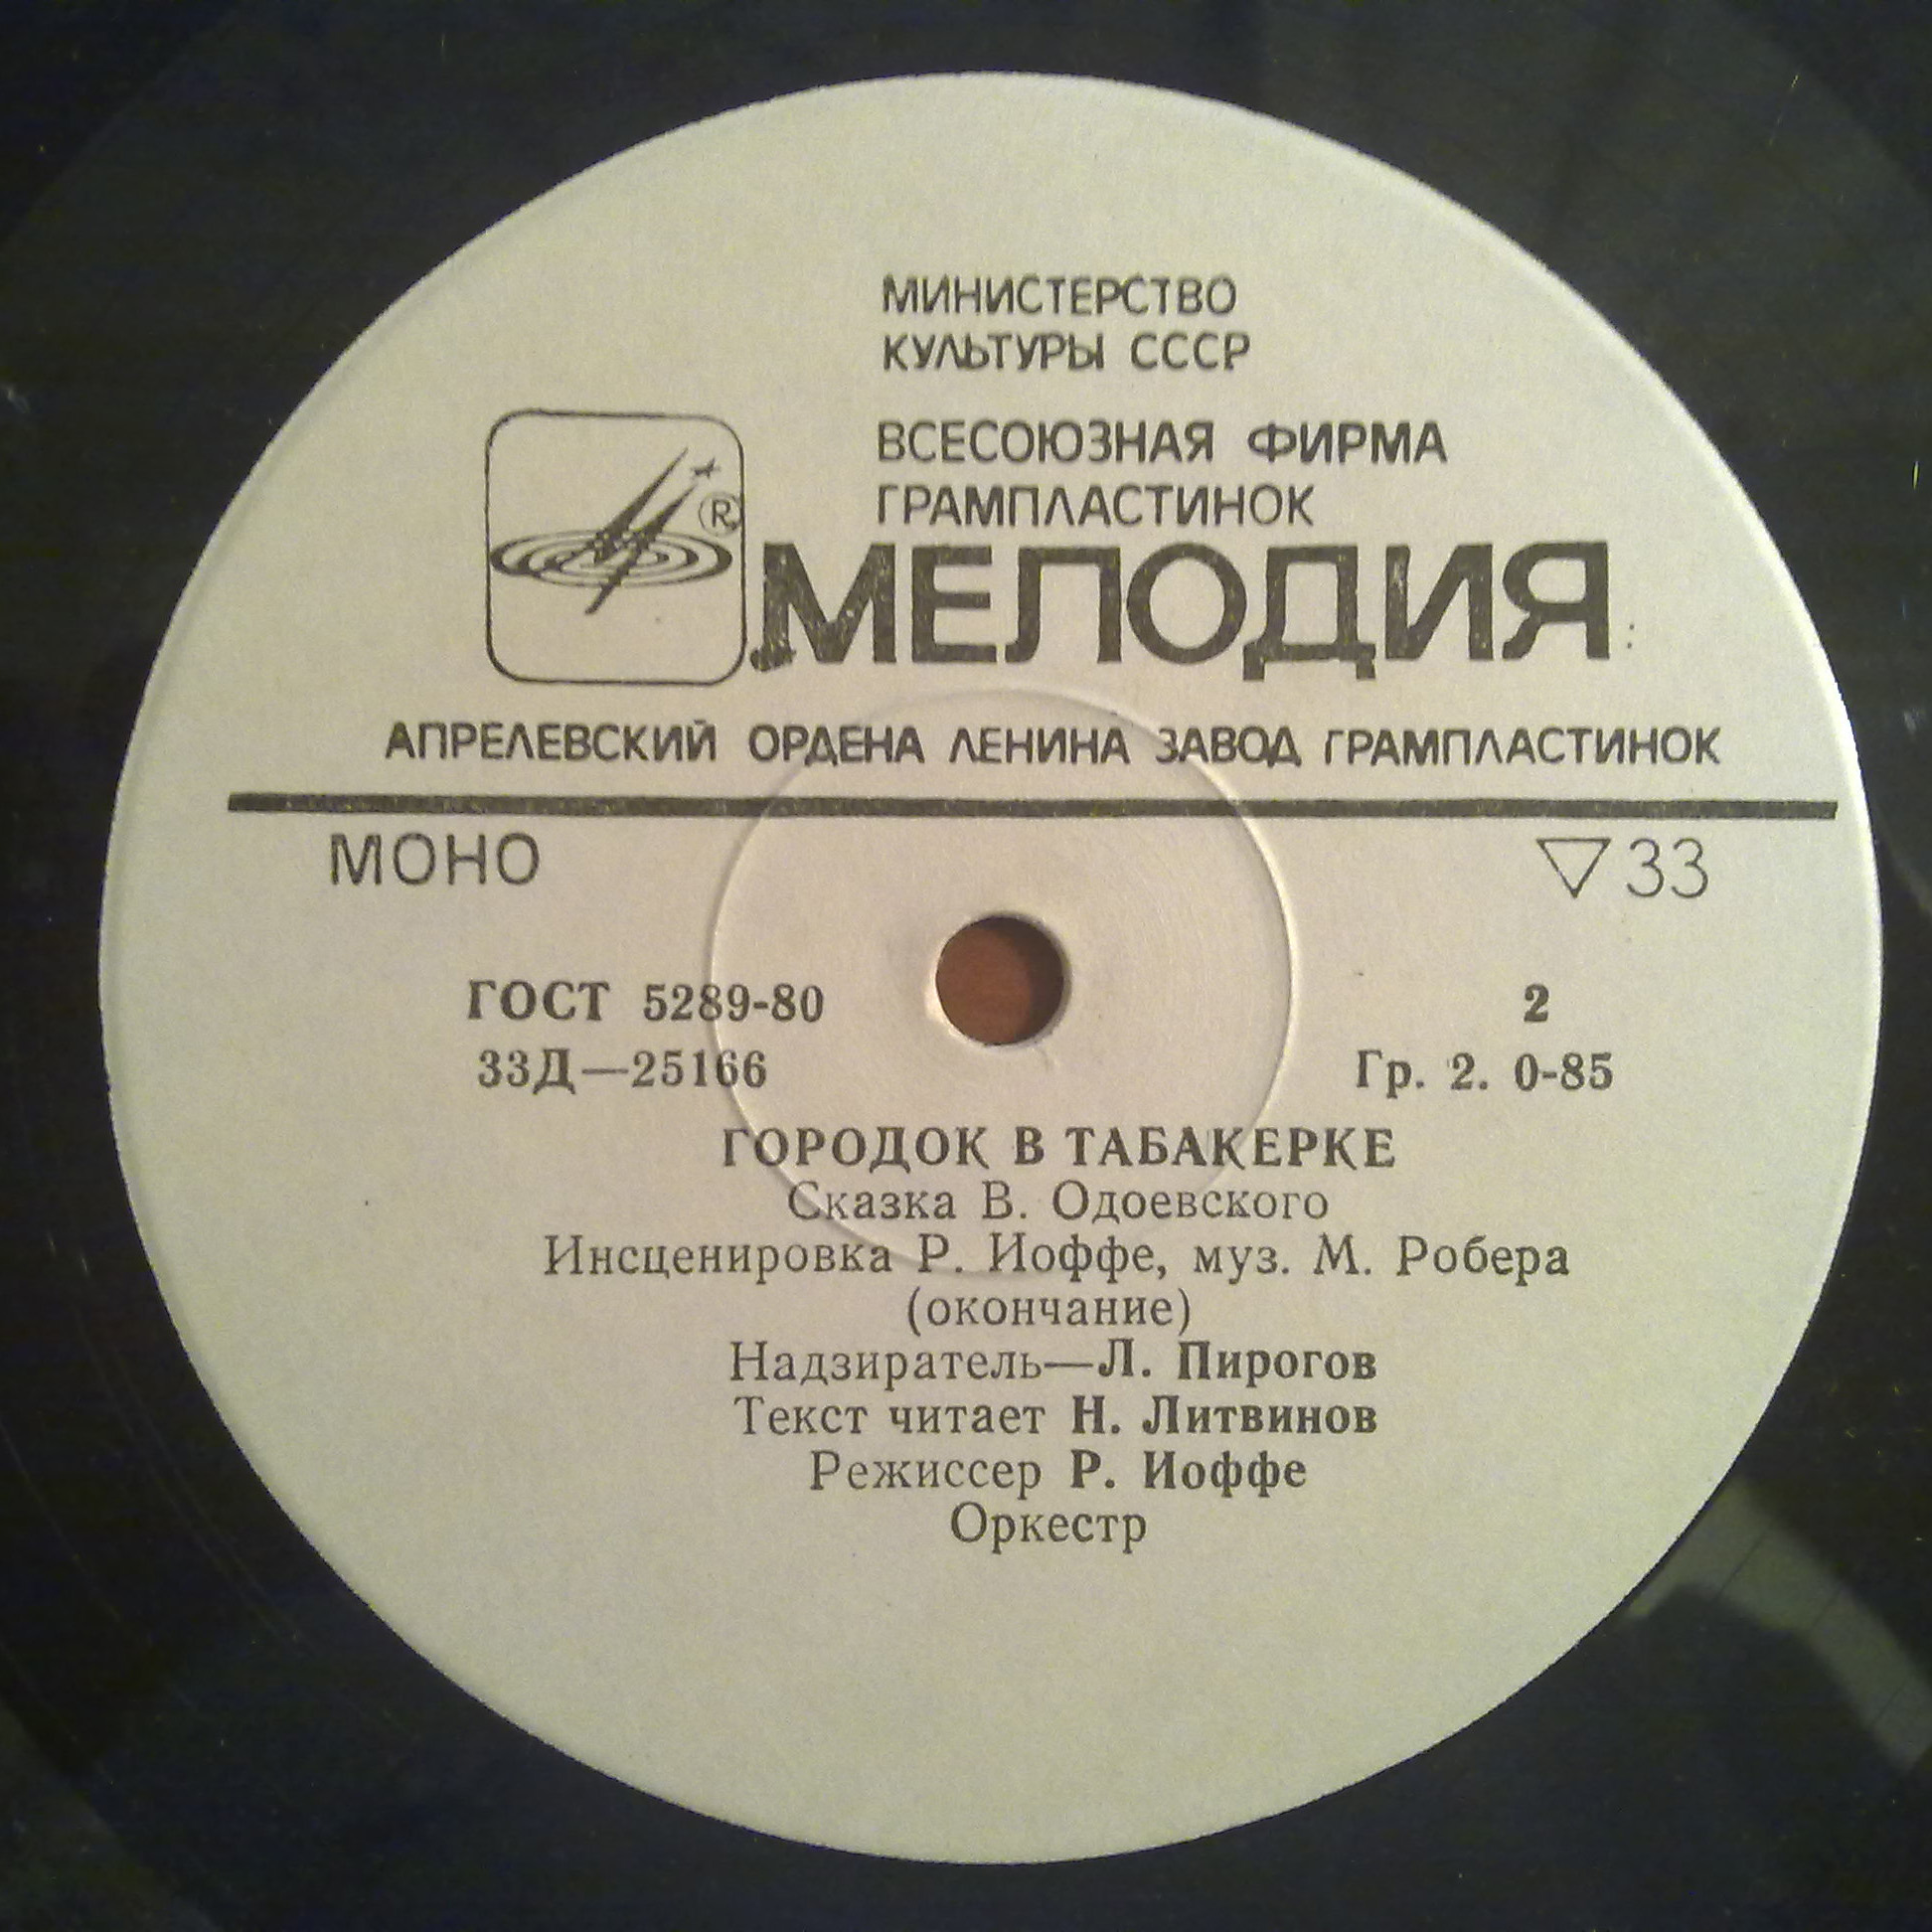 МИНИСТЕРСТВО
КУЛЬТУРЫ СССР
ВСЕСОЮЗНАЯ ФИРМА
ГРАМПЛАСТИНОК
®
МЕЛОДИЯ
АПРЕЛЕВСКИЙ ОРДЕНА ЛЕНИНА ЗАВОД ГРАМПЛАСТИНОК
МОНО ▽33
ГОСТ 5289-80 2
33Д—25166 Гр. 2. 0-85
ГОРОДОК В ТАБАКЕРКЕ
Сказка В. Одоевского
Инсценировка Р. Иоффе, муз. М. Робера
(окончание)
Надзиратель—Л. Пирогов
Текст читает Н. Литвинов
Режиссер Р. Иоффе
Оркестр